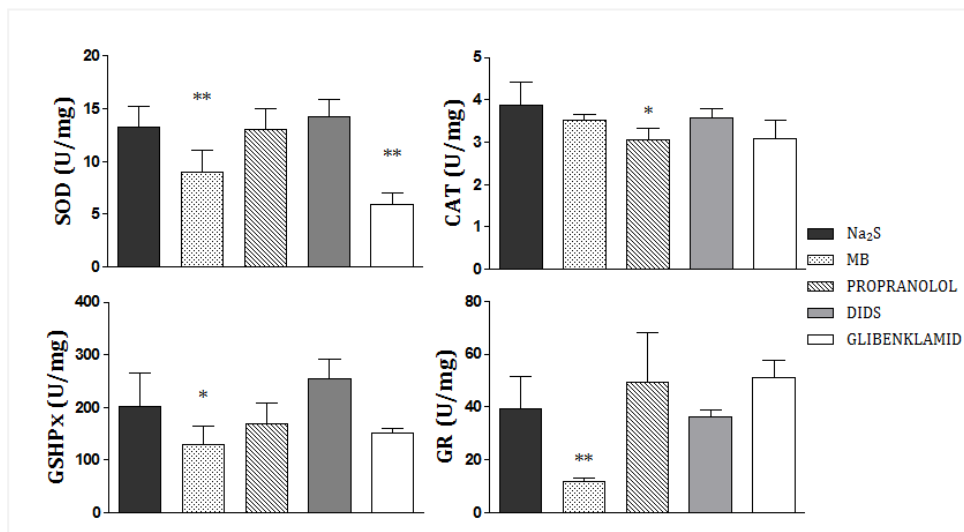 SOD (U/mg)
20
15
10
5
0
**
**
CAT (U/mg)
5
4
3
2
1
0
*
GSHPx (U/mg)
400
300
200
100
0
*
GR (U/mg)
80
60
40
20
0
**
Na₂S
MB
PROPRANOLOL
DIDS
GLIBENKLAMID